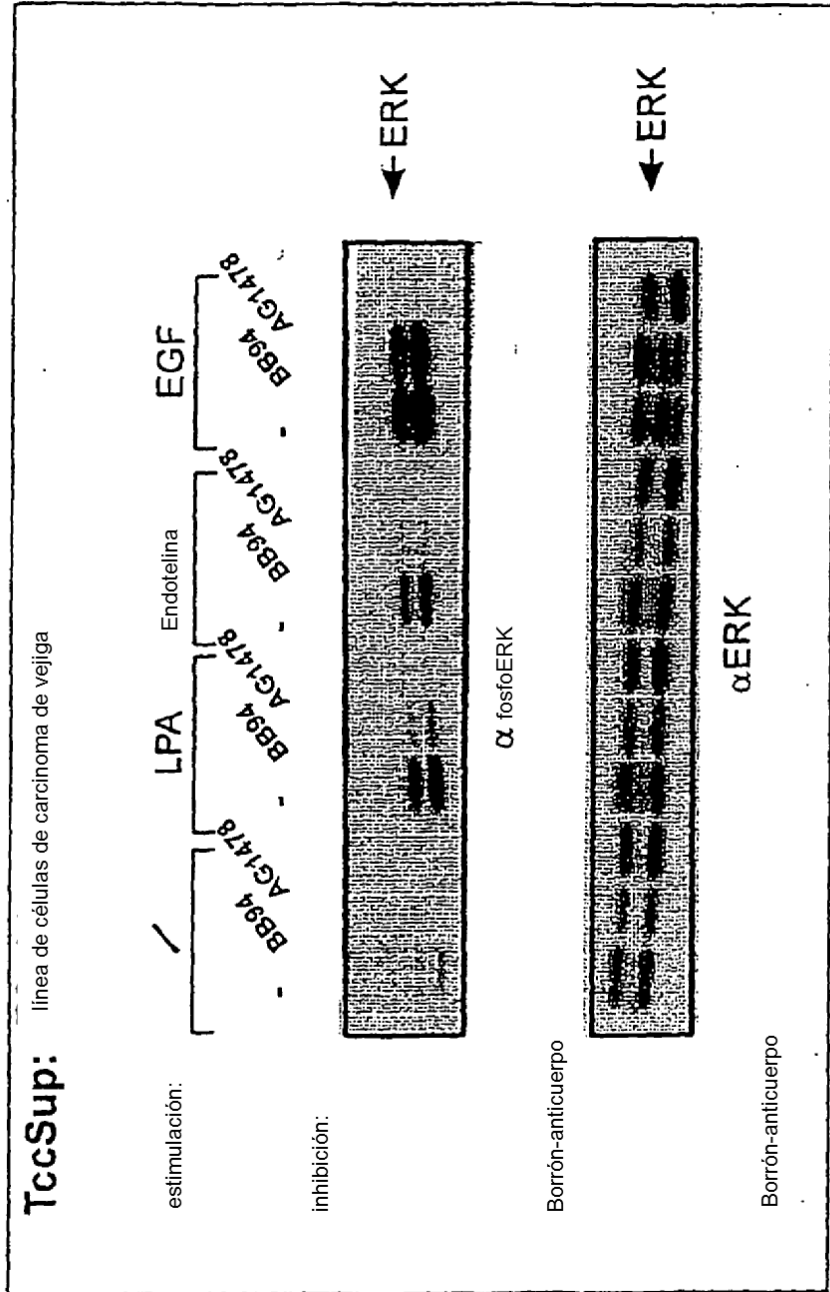 TccSup: línea de células de carcinoma de vejiga
estimulación: / LPA Endotelina EGF
inhibición: - BB94 AG1478 - BB94 AG1478 - BB94 AG1478 - BB94 AG1478
←ERK
Borrón-anticuerpo α fosfoERK
←ERK
Borrón-anticuerpo αERK